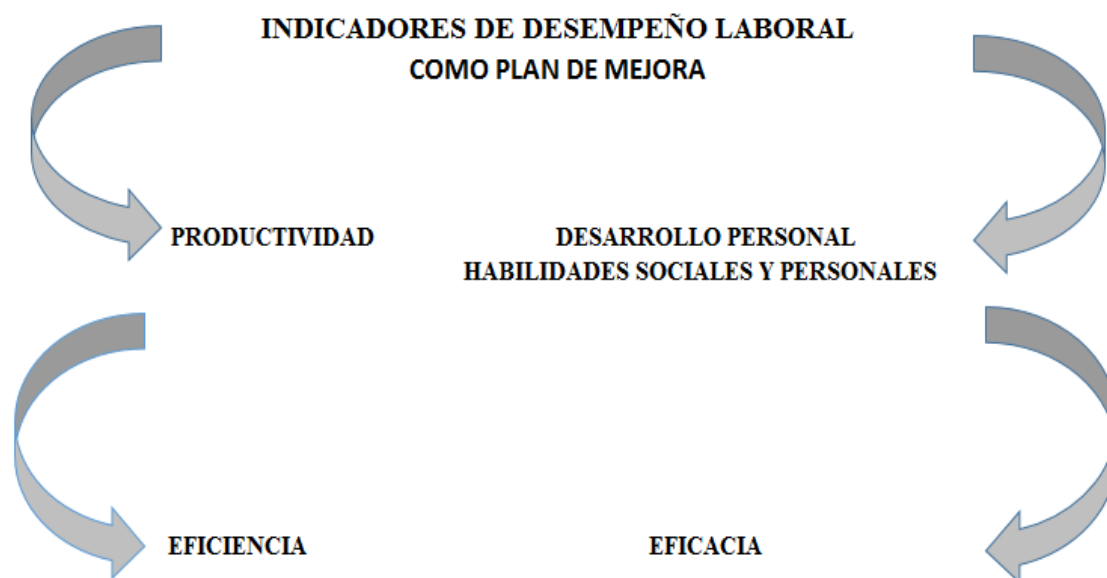 INDICADORES DE DESEMPEÑO LABORAL
COMO PLAN DE MEJORA
PRODUCTIVIDAD
DESARROLLO PERSONAL
HABILIDADES SOCIALES Y PERSONALES
EFICIENCIA
EFICACIA